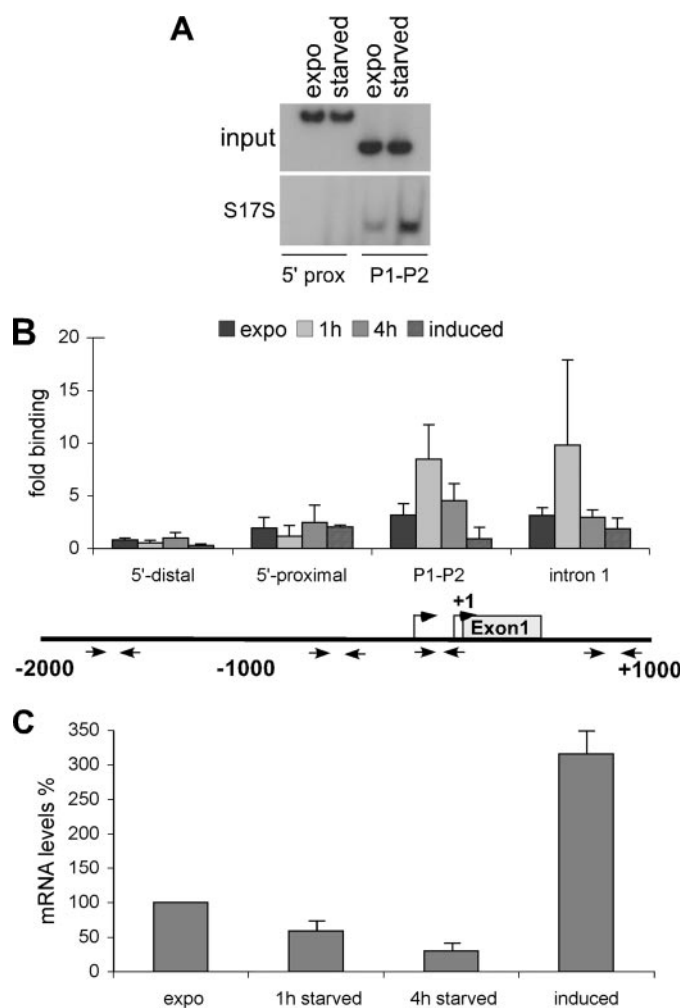 A
expo
starved
expo
starved
input
S17S
5' prox
P1-P2
B
expo
1h
4h
induced
20
15
10
5
0
fold binding
5'-distal
5'-proximal
P1-P2
intron 1
+1
Exon1
-2000
-1000
+1000
C
350
300
250
200
150
100
50
0
mRNA levels %
expo
1h starved
4h starved
induced